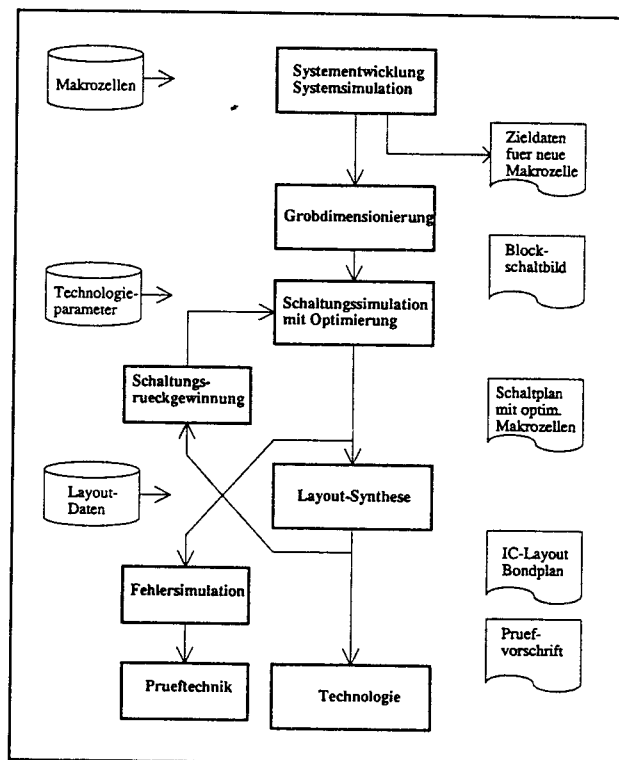 Makrozellen
Systementwicklung
Systemsimulation
Zieldaten
fuer neue
Makrozelle
Grobdimensionierung
Block-
schaltbild
Technologie-
parameter
Schaltungssimulation
mit Optimierung
Schaltungs-
rueckgewinnung
Schaltplan
mit optim.
Makrozellen
Layout-
Daten
Layout-Synthese
IC-Layout
Bondplan
Fehlersimulation
Pruef-
vorschrift
Prueftechnik
Technologie